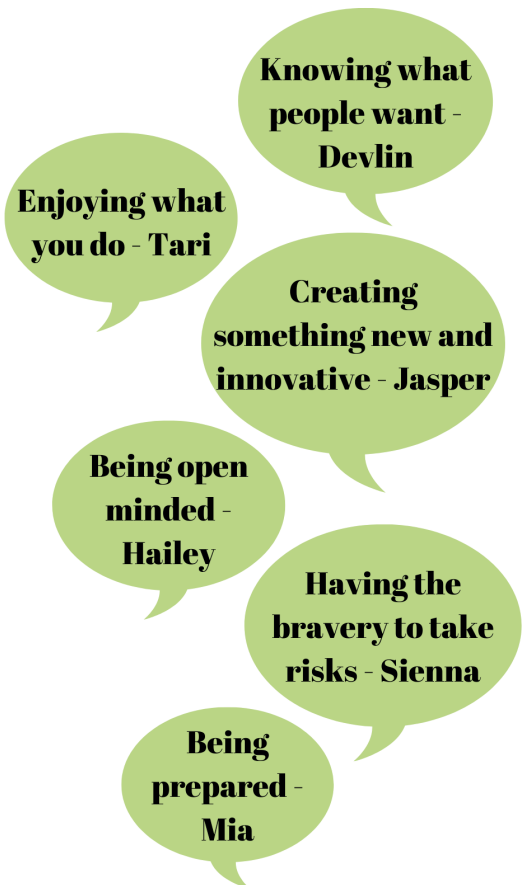 Knowing what
people want -
Devlin
Enjoying what
you do - Tari
Creating
something new and
innovative - Jasper
Being open
minded -
Hailey
Having the
bravery to take
risks - Sienna
Being
prepared -
Mia